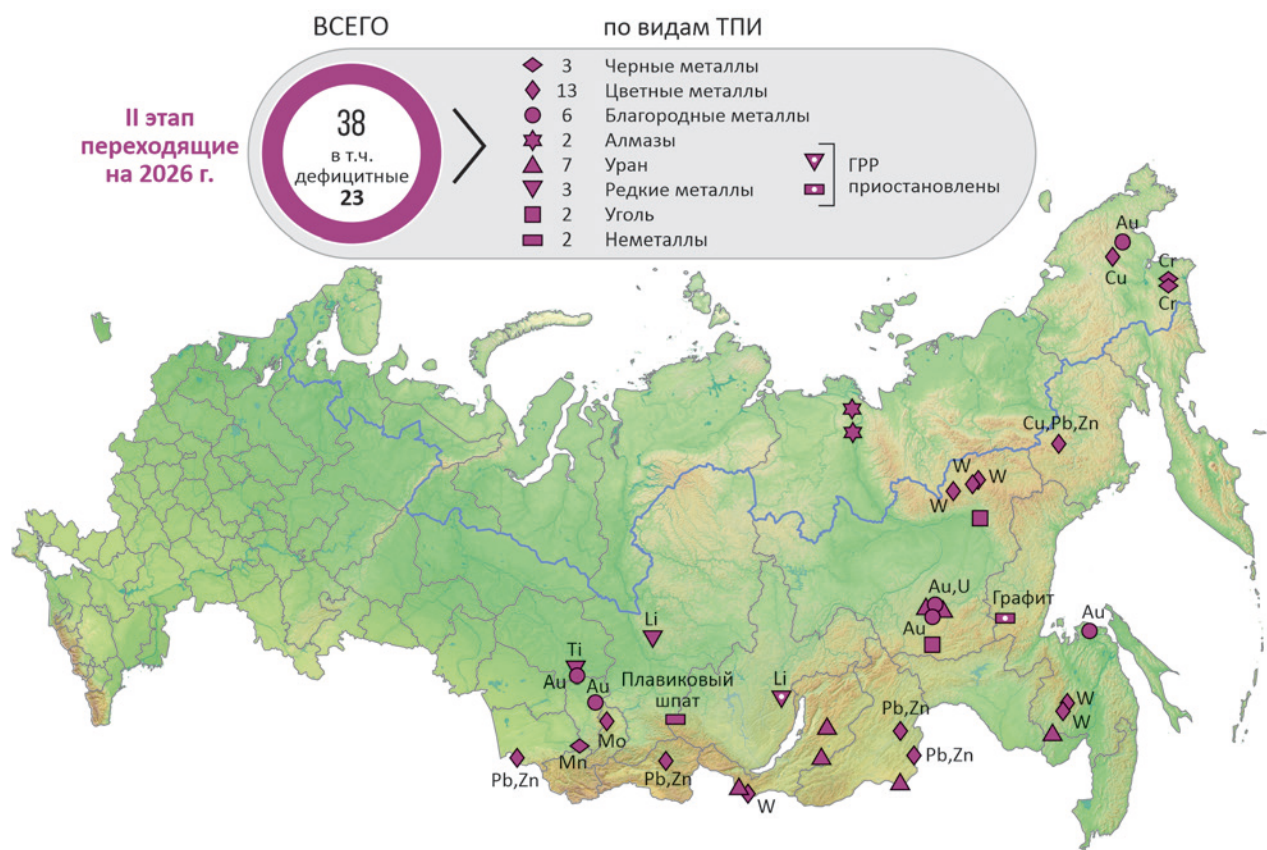 ВСЕГО
по видам ТПИ
II этап
переходящие
на 2026 г.
38
в т.ч.
дефицитные
23
3 Черные металлы
13 Цветные металлы
6 Благородные металлы
2 Алмазы
7 Уран
3 Редкие металлы
2 Уголь
2 Неметаллы
ГРР
приостановлены
Au
Cu
Cr
Cr
Cu,Pb,Zn
W
W
W
Au,U
Au
Графит
Au
Li
Ti
Au
Au
Плавиковый
шпат
Li
Mo
Mn
Pb,Zn
Pb,Zn
Pb,Zn
Pb,Zn
W
W
W